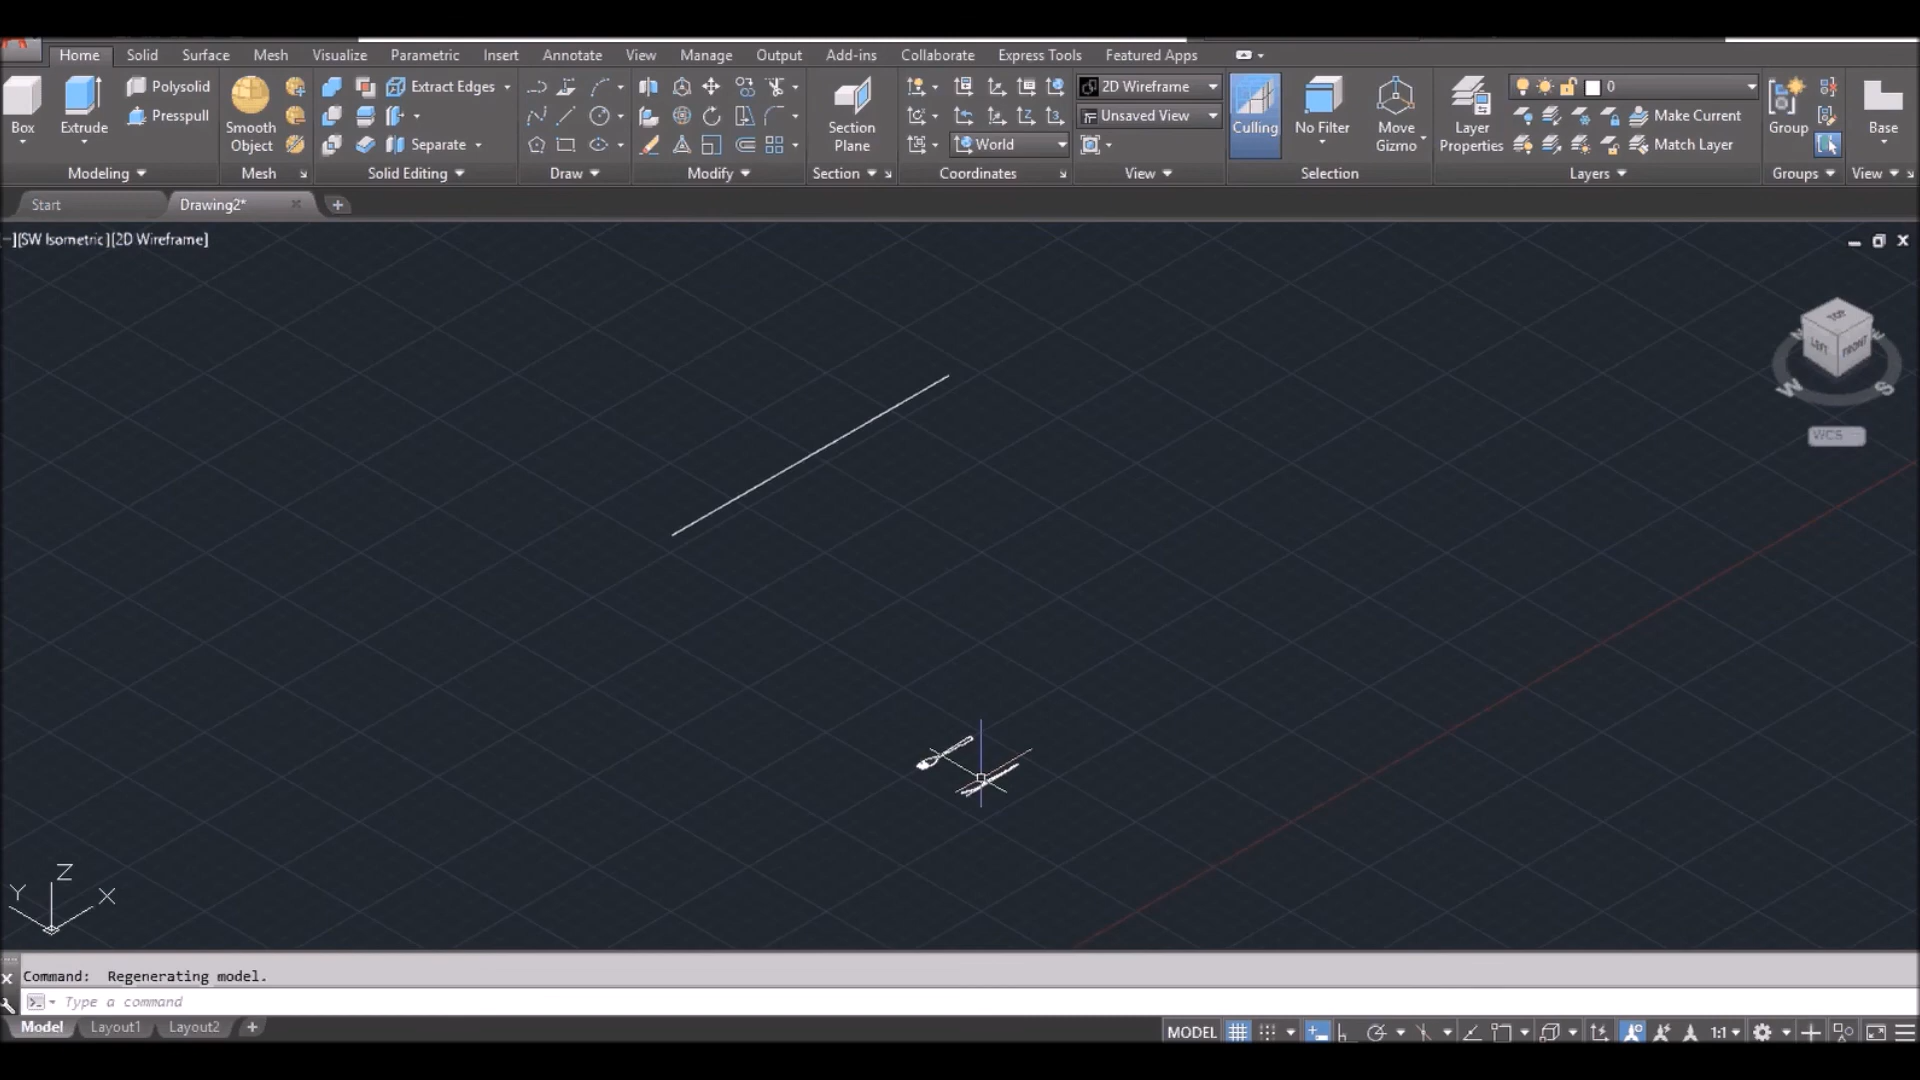 Home Solid Surface Mesh Visualize Parametric Insert Annotate View Manage Output Add-ins Collaborate Express Tools Featured Apps
Box
Extrude
Polysolid
Presspull
Modeling
Smooth
Object
Mesh
Extract Edges
Separate
Solid Editing
Draw
Modify
Section
Plane
Section
World
Coordinates
2D Wireframe
Unsaved View
View
Culling
No Filter
Move
Gizmo
Selection
Layer
Properties
0
Make Current
Match Layer
Layers
Group
Groups
Base
View
Start
Drawing2*
[SW Isometric][2D Wireframe]
TOP
LEFT
FRONT
W
S
WCS
Z
Y
X
Command:  Regenerating model.
Type a command
Model Layout1 Layout2
MODEL
1:1